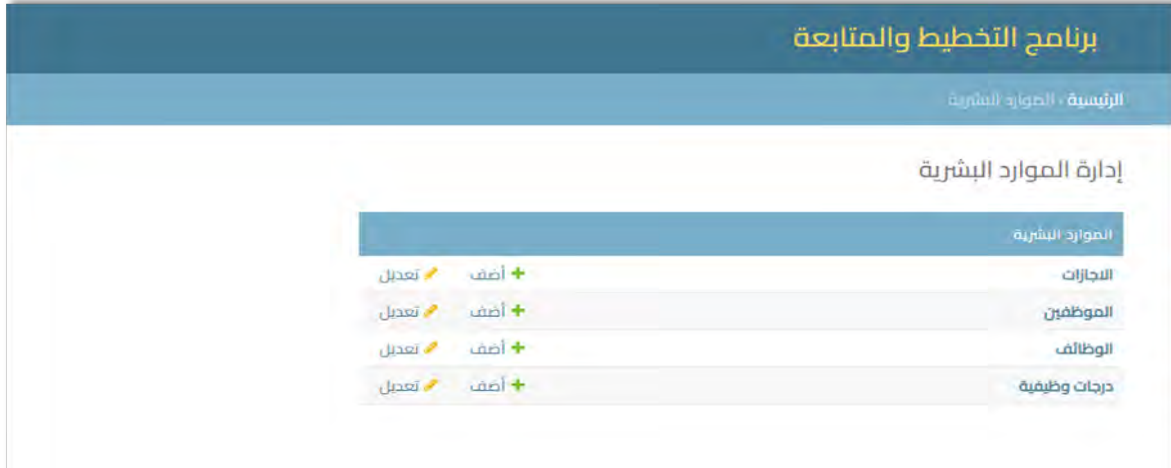 برنامج التخطيط والمتابعة
الرئيسية › الموارد البشرية
إدارة الموارد البشرية
الموارد البشرية
الاجازات أضف تعديل
الموظفين أضف تعديل
الوظائف أضف تعديل
درجات وظيفية أضف تعديل